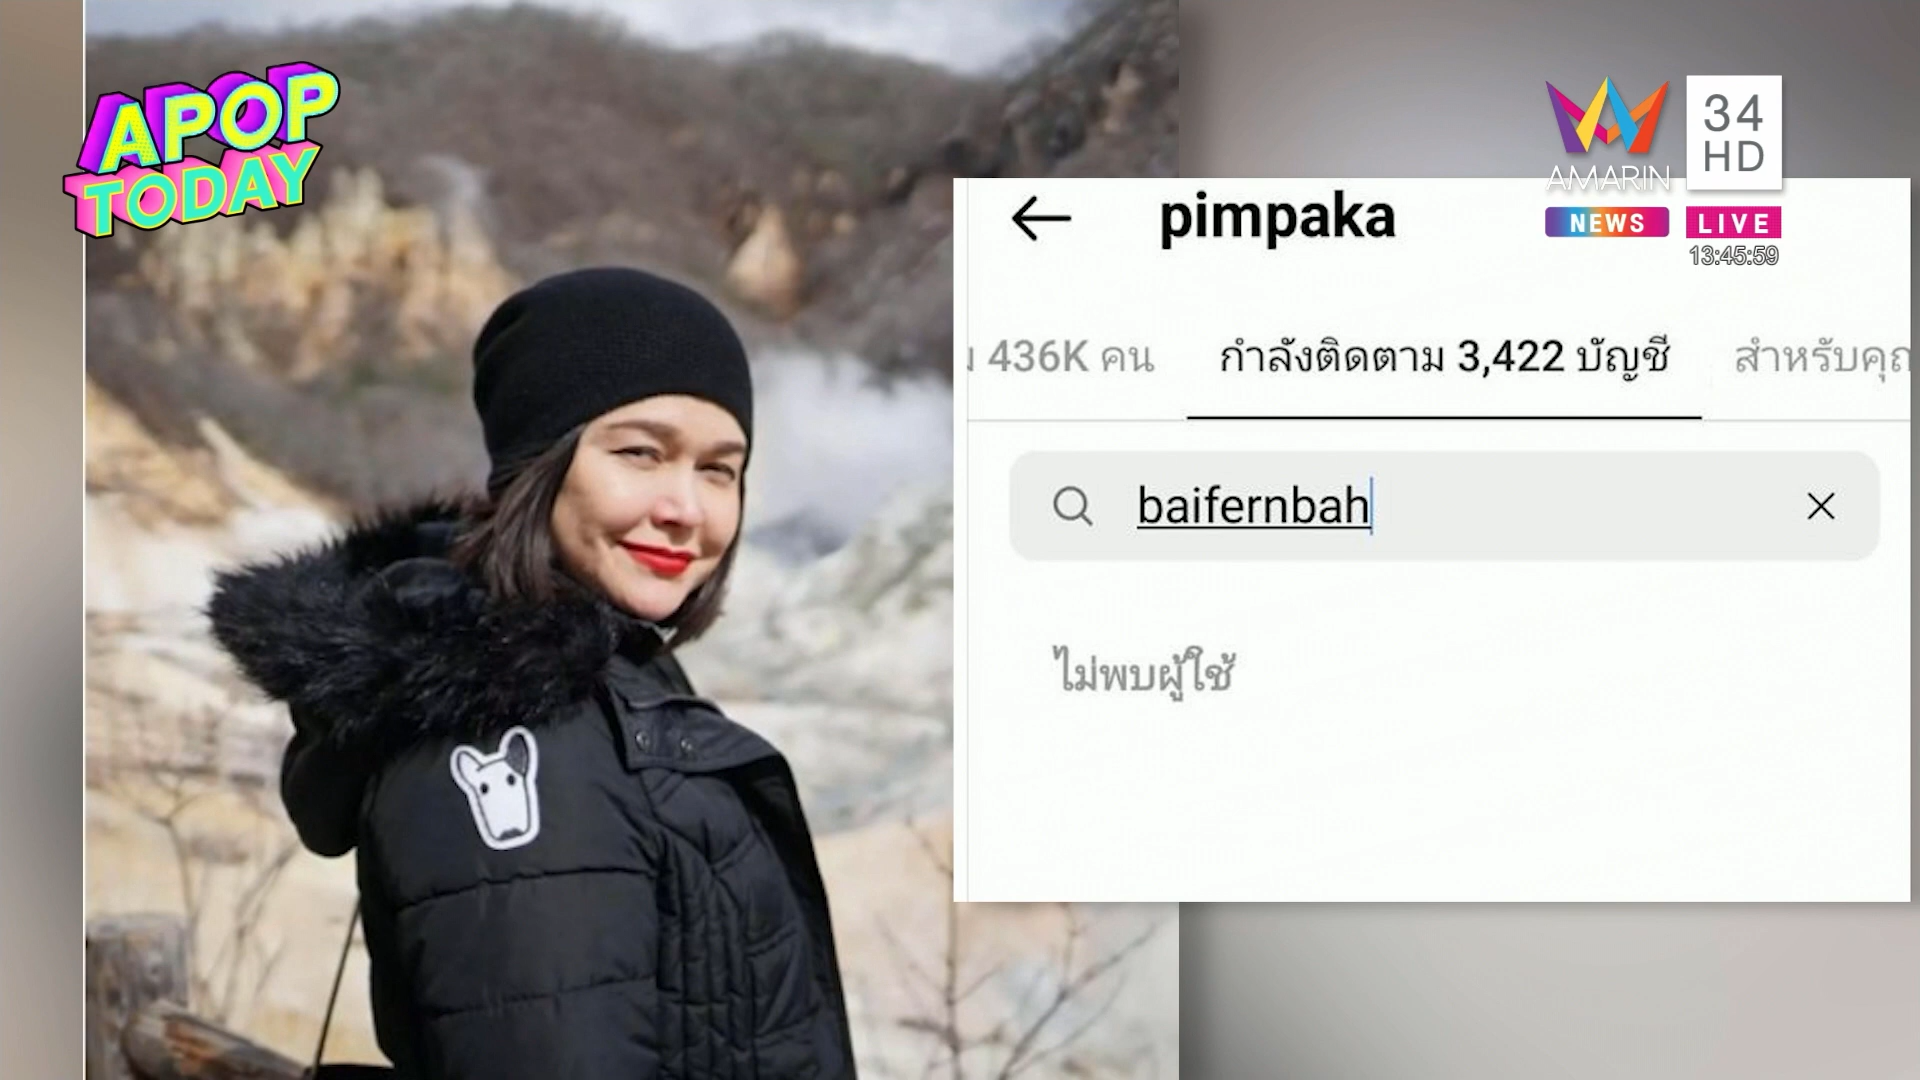 APOP
TODAY
AMARIN
34
HD
NEWS
LIVE
13:45:59
pimpaka
436K คน
กำลังติดตาม 3,422 บัญชี
สำหรับคุณ
baifernbah
ไม่พบผู้ใช้